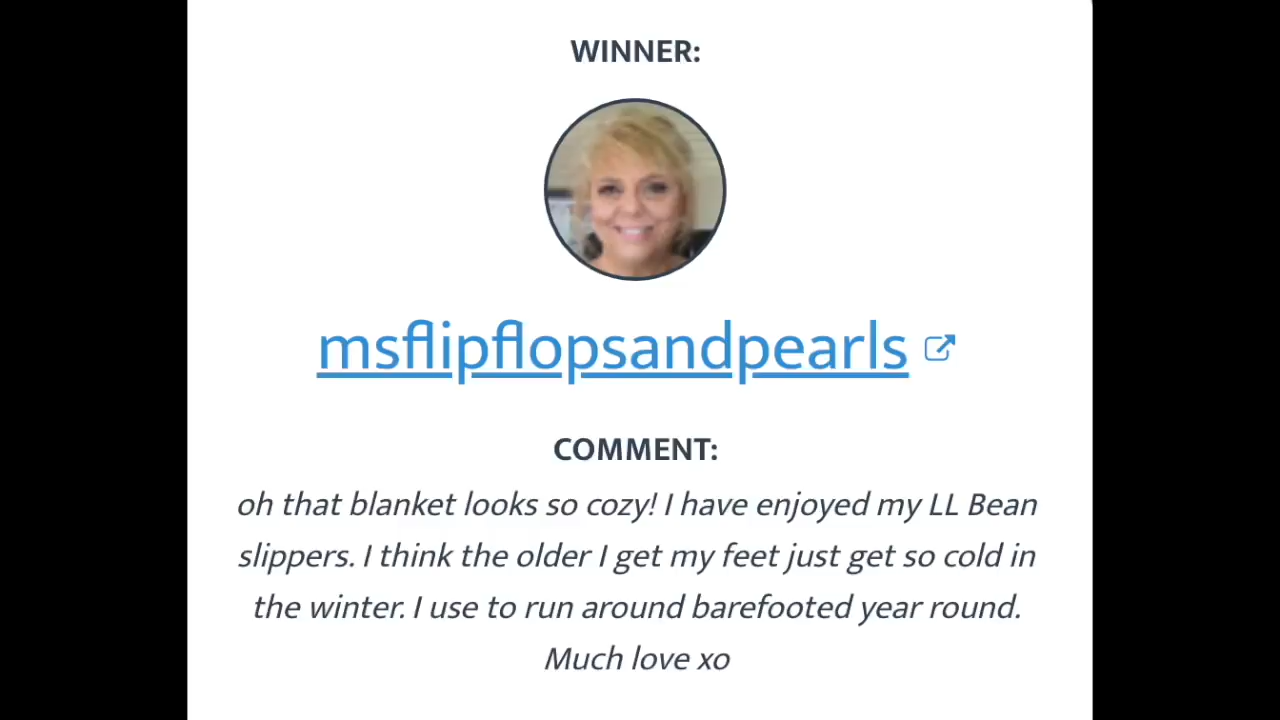 WINNER:
msflipflopsandpearls
COMMENT:
oh that blanket looks so cozy! I have enjoyed my LL Bean
slippers. I think the older I get my feet just get so cold in
the winter. I use to run around barefooted year round.
Much love xo